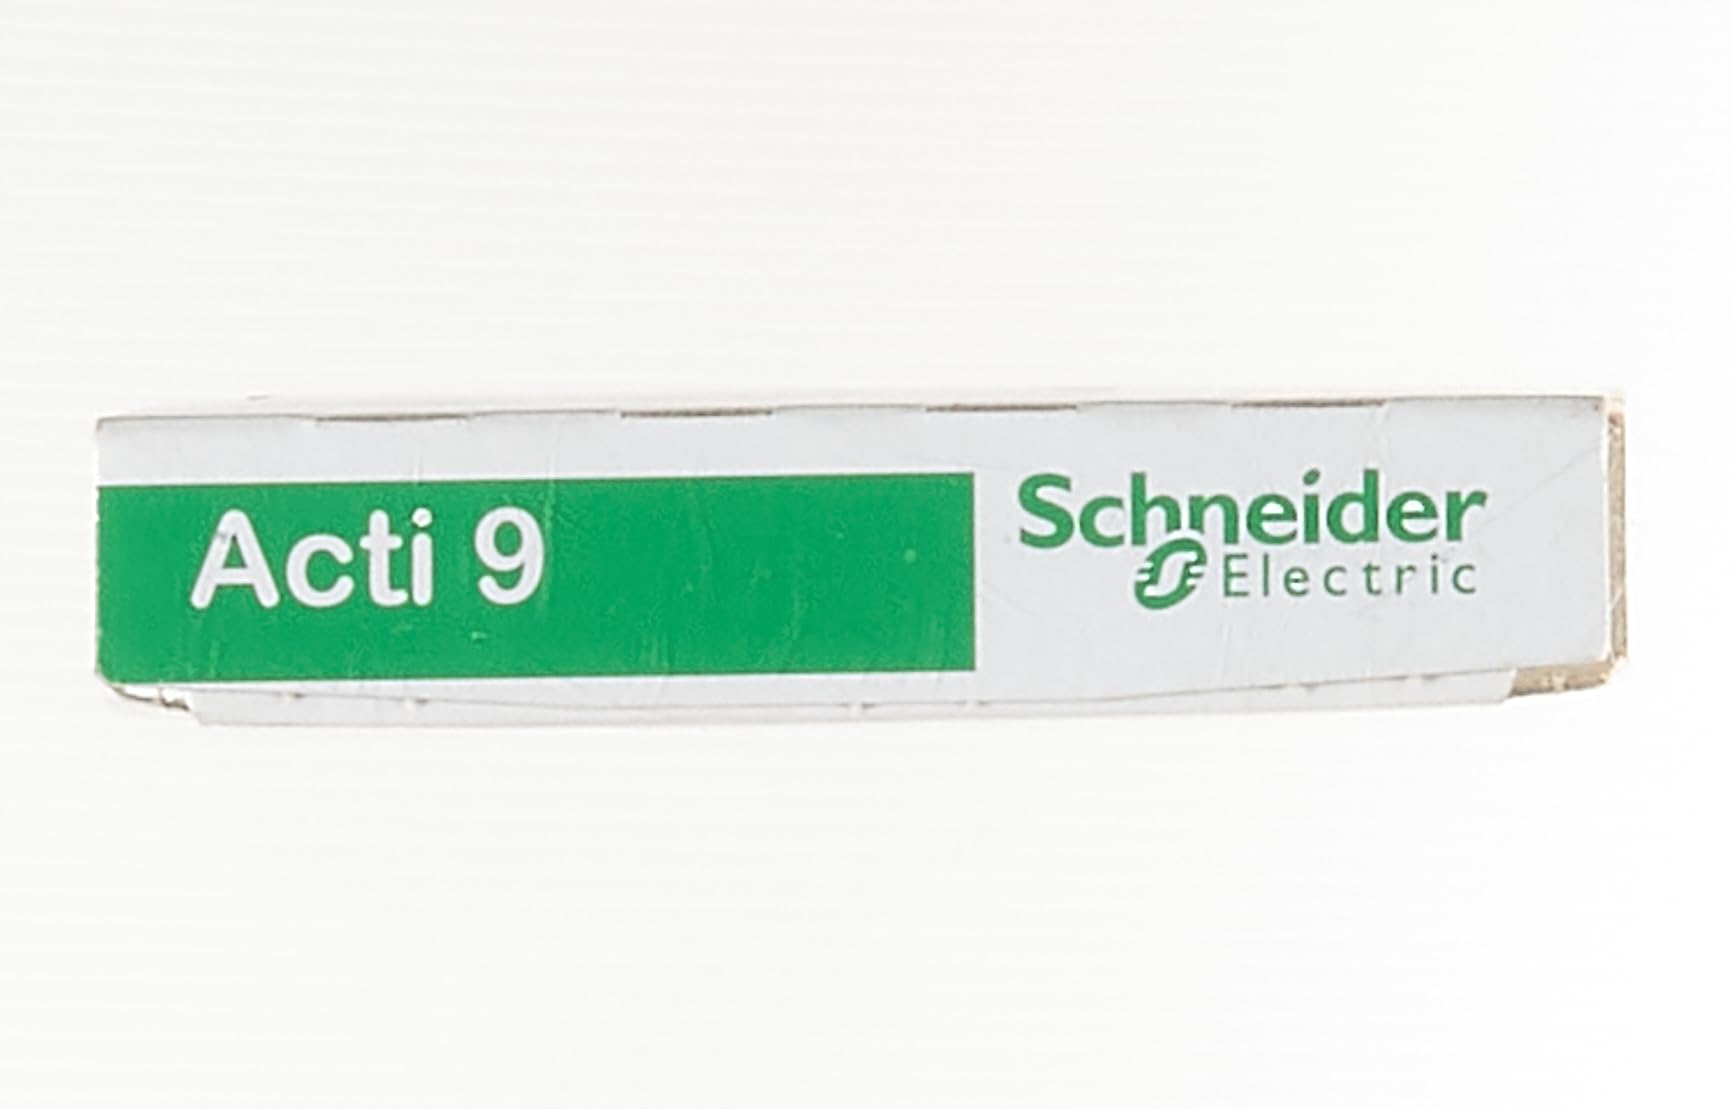 Acti 9
Schneider
Electric